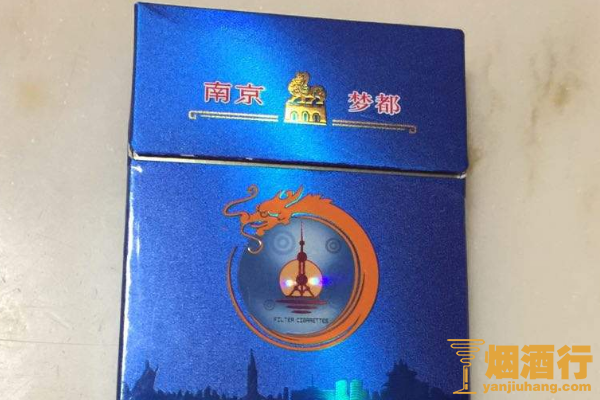 南京 梦都
FILTER CIGARETTES
烟酒行
yanjiuhang.com